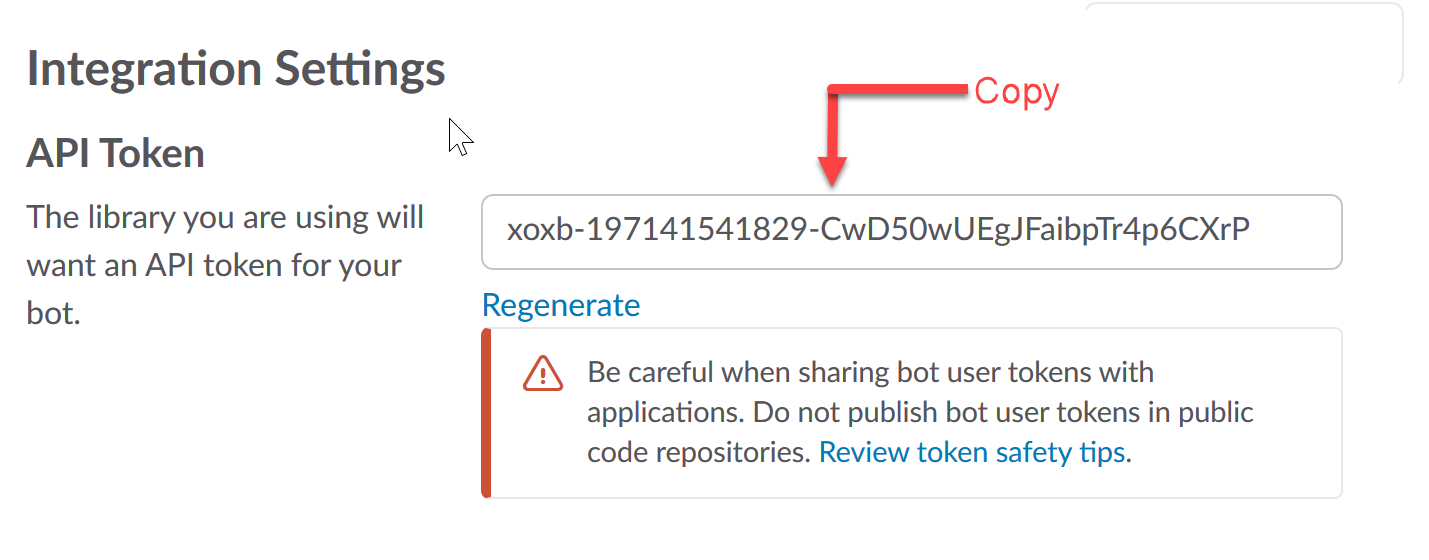 Integration Settings
Copy
API Token
The library you are using will
want an API token for your
bot.
xoxb-197141541829-CwD50wUEgJFaibpTr4p6CXrP
Regenerate
Be careful when sharing bot user tokens with
applications. Do not publish bot user tokens in public
code repositories. Review token safety tips.